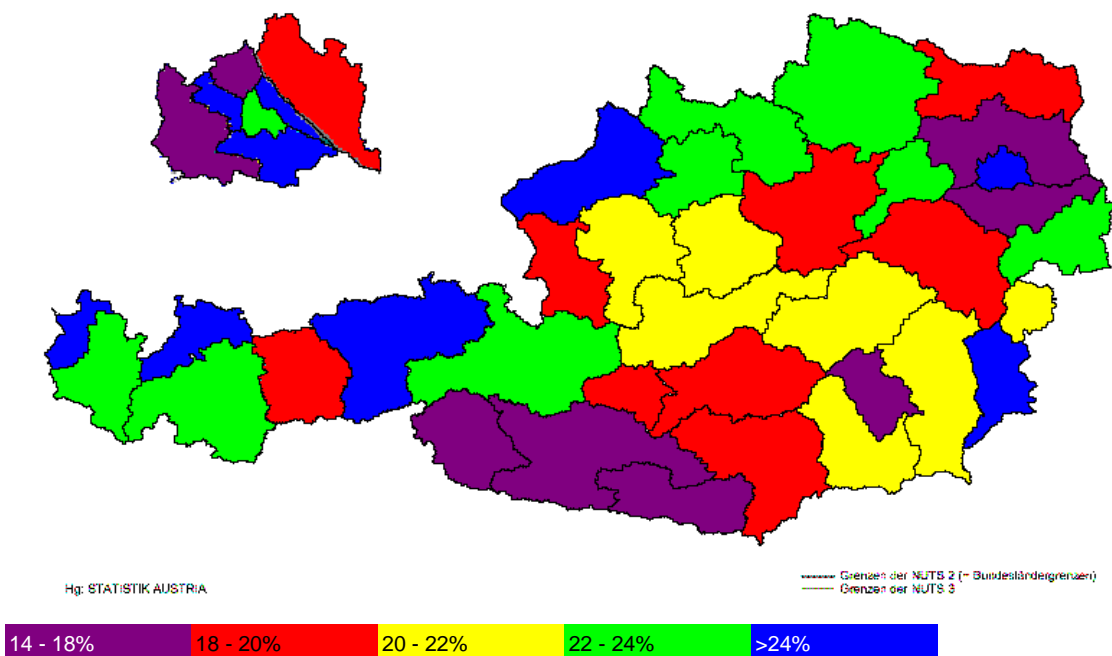 Hg: STATISTIK AUSTRIA
Grenzen der NUTS 2 (= Bundesländergrenzen)
Grenzen der NUTS 3
14 - 18% 18 - 20% 20 - 22% 22 - 24% >24%